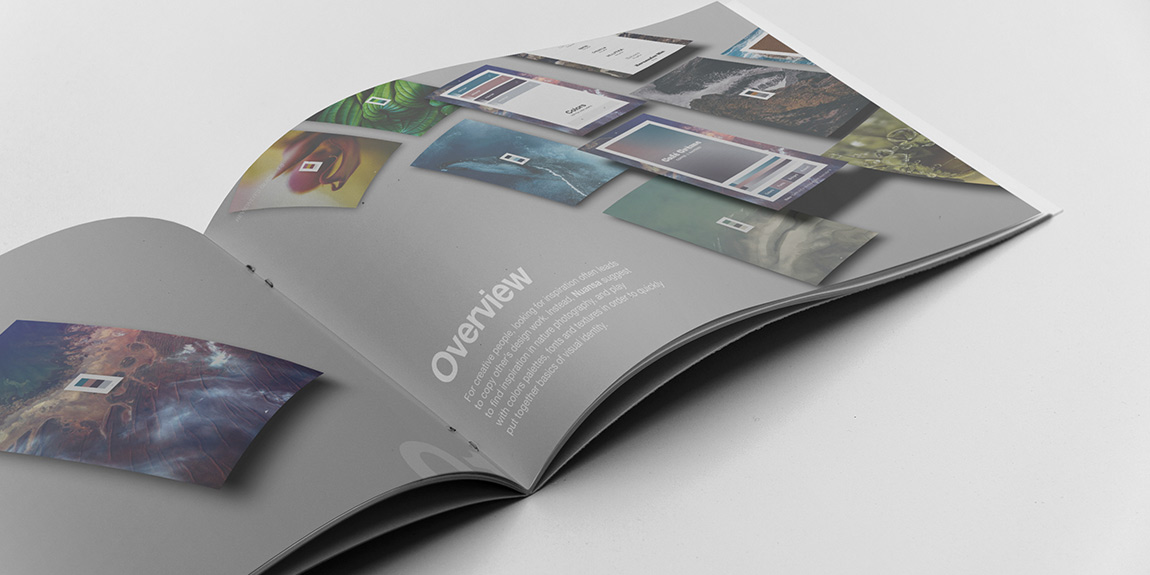 Colors
Overview
For creative people, looking for inspiration often leads
to copy other's design work. Instead, Nuansa suggest
to find inspiration in nature photography, and play
with colors palettes, fonts and textures in order to quickly
put together basics of visual identity.